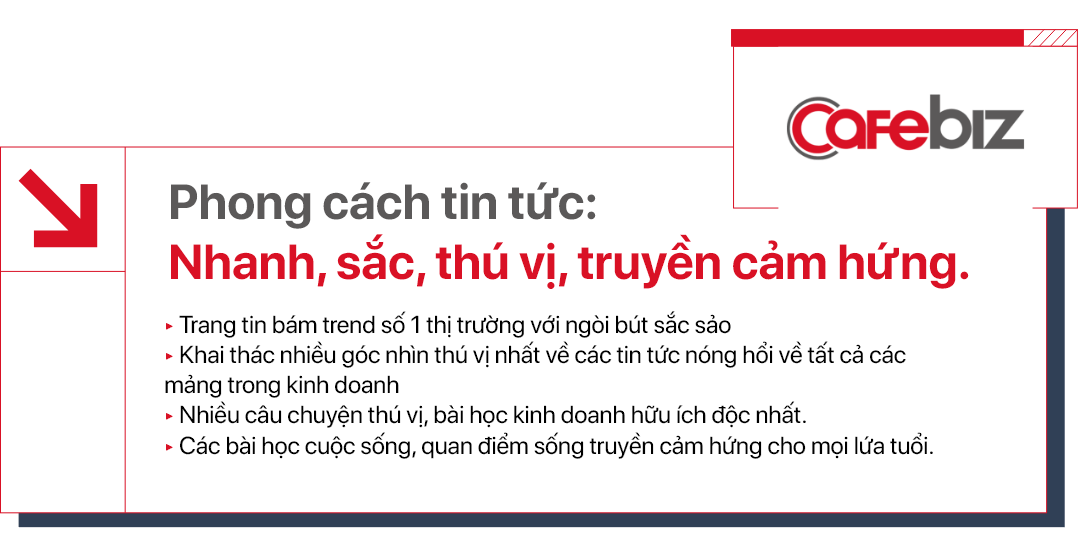 Cafebiz
Phong cách tin tức:
Nhanh, sắc, thú vị, truyền cảm hứng.
▸ Trang tin bám trend số 1 thị trường với ngòi bút sắc sảo
▸ Khai thác nhiều góc nhìn thú vị nhất về các tin tức nóng hổi về tất cả các
mảng trong kinh doanh
▸ Nhiều câu chuyện thú vị, bài học kinh doanh hữu ích độc nhất.
▸ Các bài học cuộc sống, quan điểm sống truyền cảm hứng cho mọi lứa tuổi.